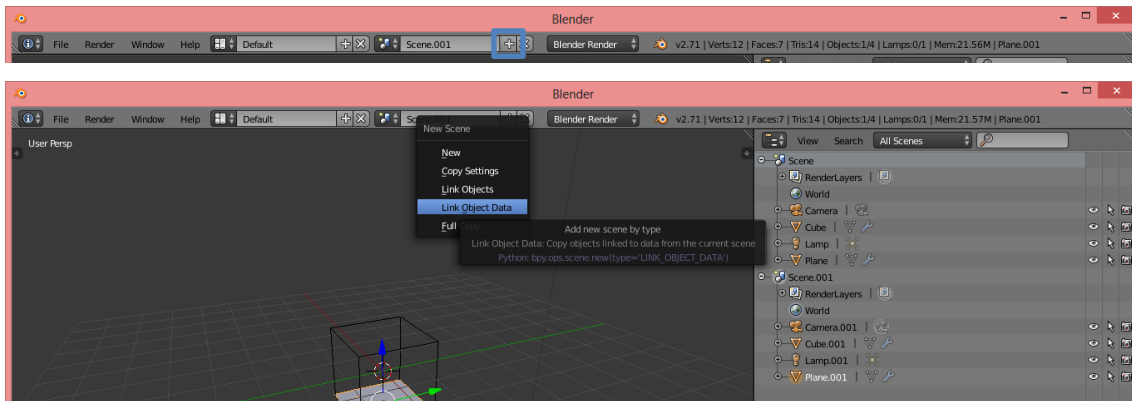 Blender
File Render Window Help Default Scene.001 Blender Render v2.71 | Verts:12 | Faces:7 | Tris:14 | Objects:1/4 | Lamps:0/1 | Mem:21.56M | Plane.001
Blender
File Render Window Help Default Blender Render v2.71 | Verts:12 | Faces:7 | Tris:14 | Objects:1/4 | Lamps:0/1 | Mem:21.57M | Plane.001
User Persp
New Scene
New
Copy Settings
Link Objects
Link Object Data
Full Copy
Add new scene by type
Link Object Data: Copy objects linked to data from the current scene
Python: bpy.ops.scene.new(type='LINK_OBJECT_DATA')
View Search All Scenes
Scene
RenderLayers |
World
Camera |
Cube |
Lamp |
Plane |
Scene.001
RenderLayers |
World
Camera.001 |
Cube.001 |
Lamp.001 |
Plane.001 |